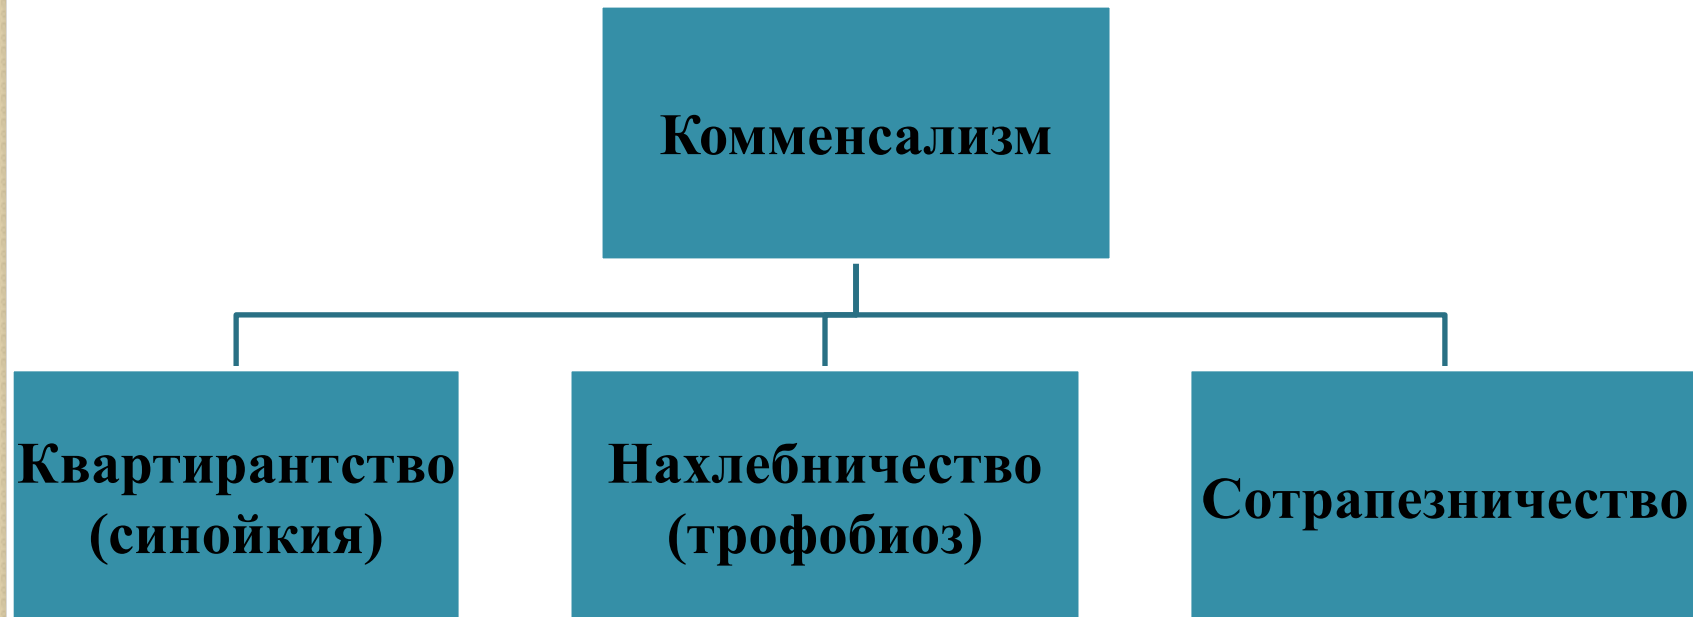 Комменсализм
Квартирантство
(синойкия)
Нахлебничество
(трофобиоз)
Сотрапезничество